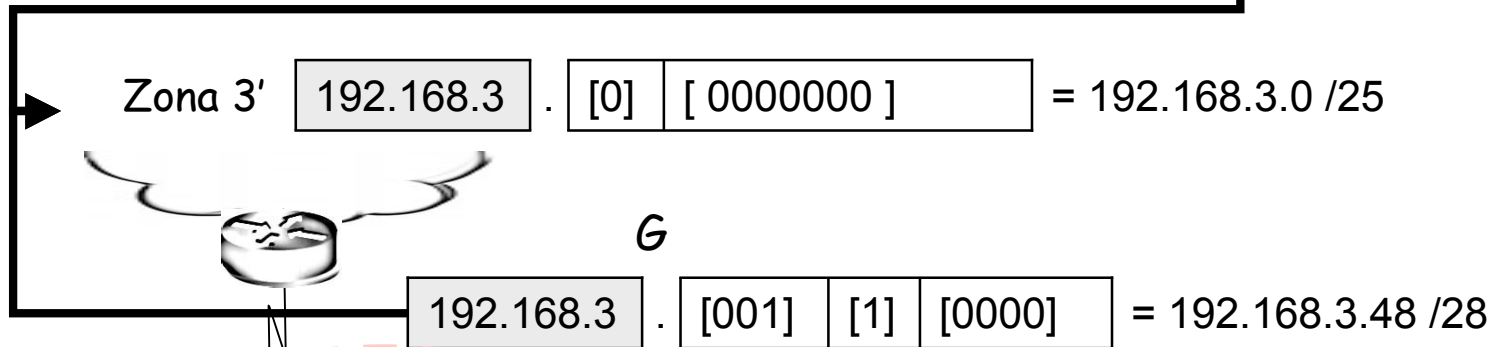 Zona 3' 192.168.3 . [0] [ 0000000 ] = 192.168.3.0 /25
G
192.168.3 . [001] [1] [0000] = 192.168.3.48 /28